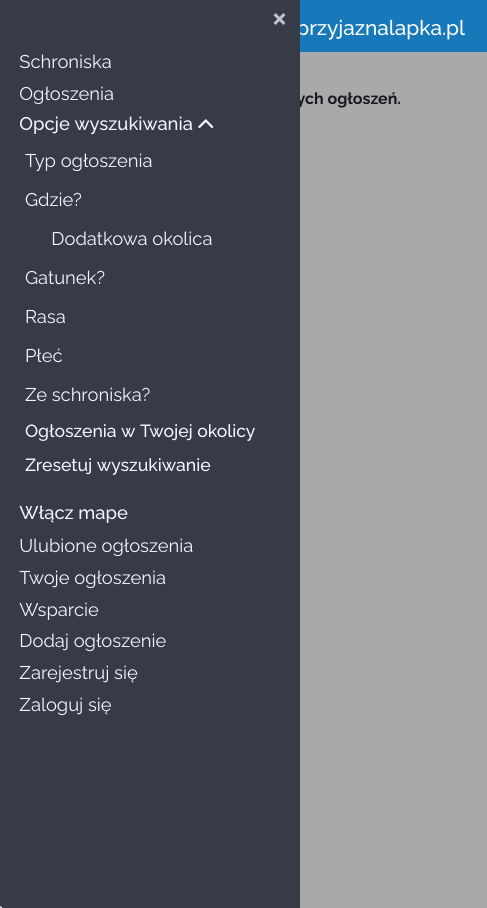 ×
przyjaznalapka.pl
Schroniska
Ogłoszenia
ych ogłoszeń.
Opcje wyszukiwania
Typ ogłoszenia
Gdzie?
Dodatkowa okolica
Gatunek?
Rasa
Płeć
Ze schroniska?
Ogłoszenia w Twojej okolicy
Zresetuj wyszukiwanie
Włącz mape
Ulubione ogłoszenia
Twoje ogłoszenia
Wsparcie
Dodaj ogłoszenie
Zarejestruj się
Zaloguj się